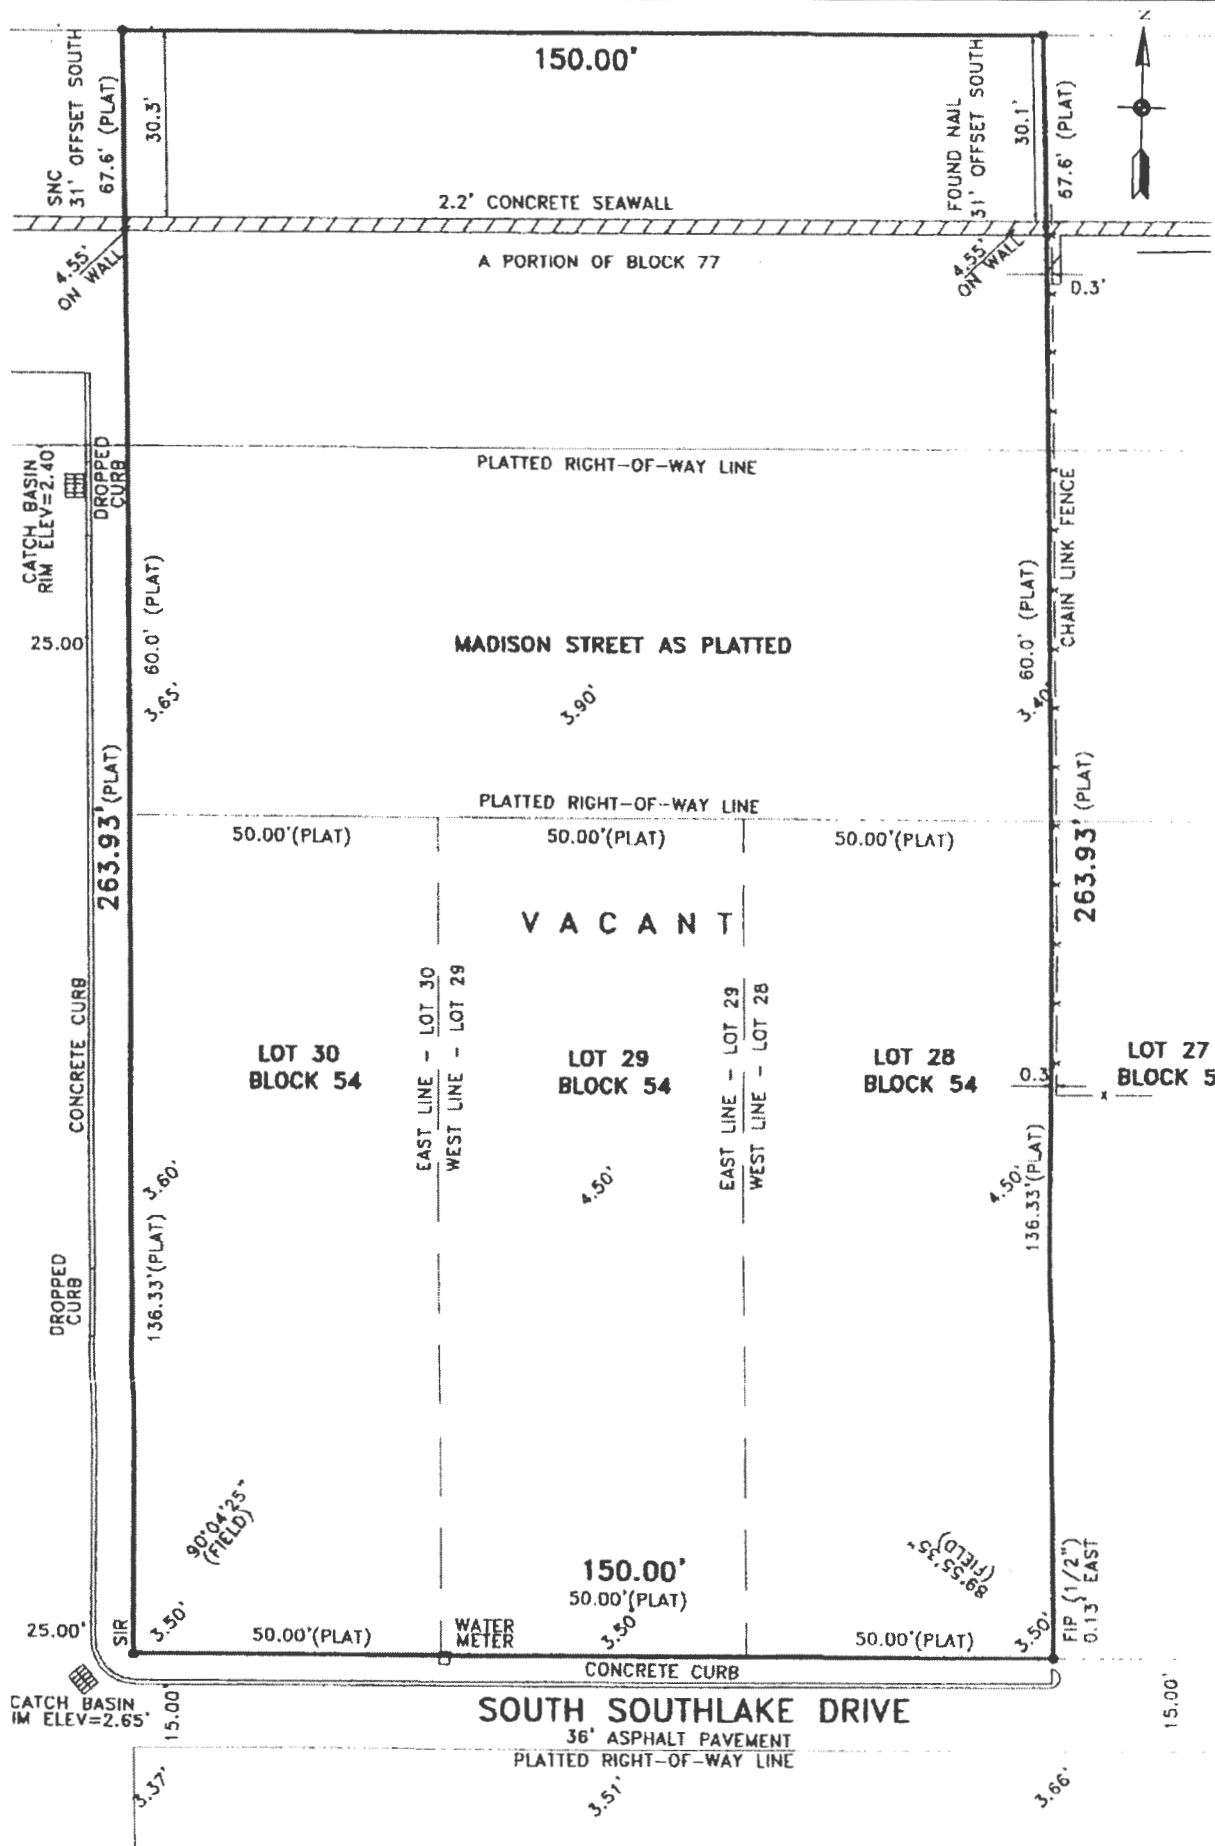 N
150.00'
SNC
31' OFFSET SOUTH
67.6' (PLAT)
30.3'
FOUND NAIL
31' OFFSET SOUTH
30.1'
67.6' (PLAT)
2.2' CONCRETE SEAWALL
4.55'
ON WALL
A PORTION OF BLOCK 77
4.55'
ON WALL
0.3'
PLATTED RIGHT-OF-WAY LINE
CATCH BASIN
RIM ELEV=2.40'
DROPPED
CURB
CHAIN LINK FENCE
25.00'
60.0' (PLAT)
MADISON STREET AS PLATTED
60.0' (PLAT)
3.65'
3.90'
3.40'
263.93' (PLAT)
263.93' (PLAT)
PLATTED RIGHT-OF-WAY LINE
50.00'(PLAT)
50.00'(PLAT)
50.00'(PLAT)
VACANT
EAST LINE - LOT 30
WEST LINE - LOT 29
EAST LINE - LOT 29
WEST LINE - LOT 28
CONCRETE CURB
LOT 30
BLOCK 54
LOT 29
BLOCK 54
LOT 28
BLOCK 54
LOT 27
BLOCK 5
0.3
3.60'
4.50'
4.50'
136.33'(PLAT)
136.33'(PLAT)
DROPPED
CURB
90°04'25"
(FIELD)
89°55'35"
(FIELD)
150.00'
50.00'(PLAT)
25.00'
SIR
3.50'
50.00'(PLAT)
WATER
METER
3.50'
50.00'(PLAT)
3.50'
FIP (1/2")
0.13' EAST
CONCRETE CURB
CATCH BASIN
IM ELEV=2.65'
15.00'
SOUTH SOUTHLAKE DRIVE
15.00'
36' ASPHALT PAVEMENT
PLATTED RIGHT-OF-WAY LINE
3.37'
3.51'
3.66'